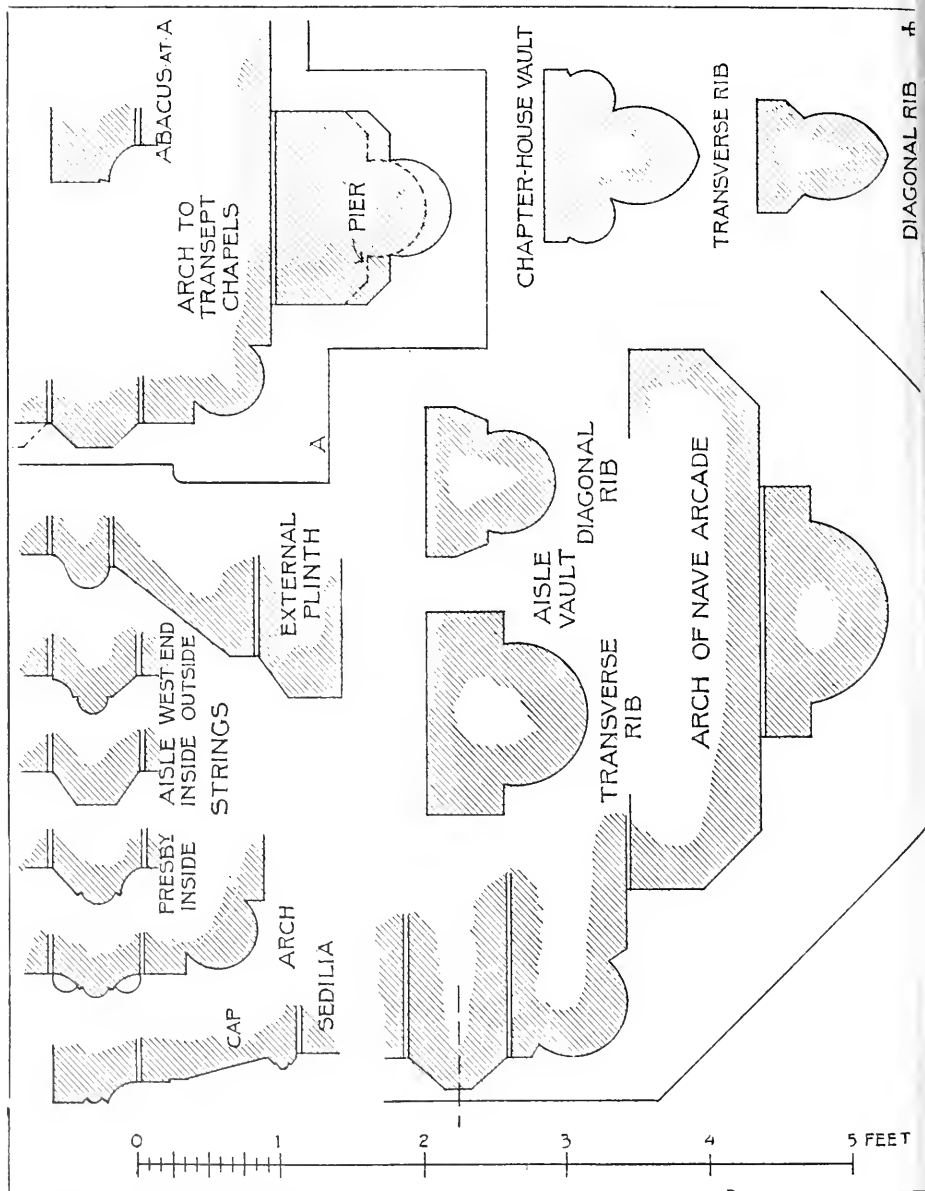 ABACUS AT A
ARCH TO
TRANSEPT
CHAPELS
PIER
CHAPTER-HOUSE VAULT
TRANSVERSE RIB
DIAGONAL RIB
A
EXTERNAL
PLINTH
WEST END
OUTSIDE
AISLE
INSIDE
STRINGS
PRESBY
INSIDE
ARCH
SEDILIA
CAP
AISLE
VAULT
DIAGONAL
RIB
TRANSVERSE
RIB
ARCH OF NAVE ARCADE
0 1 2 3 4 5 FEET